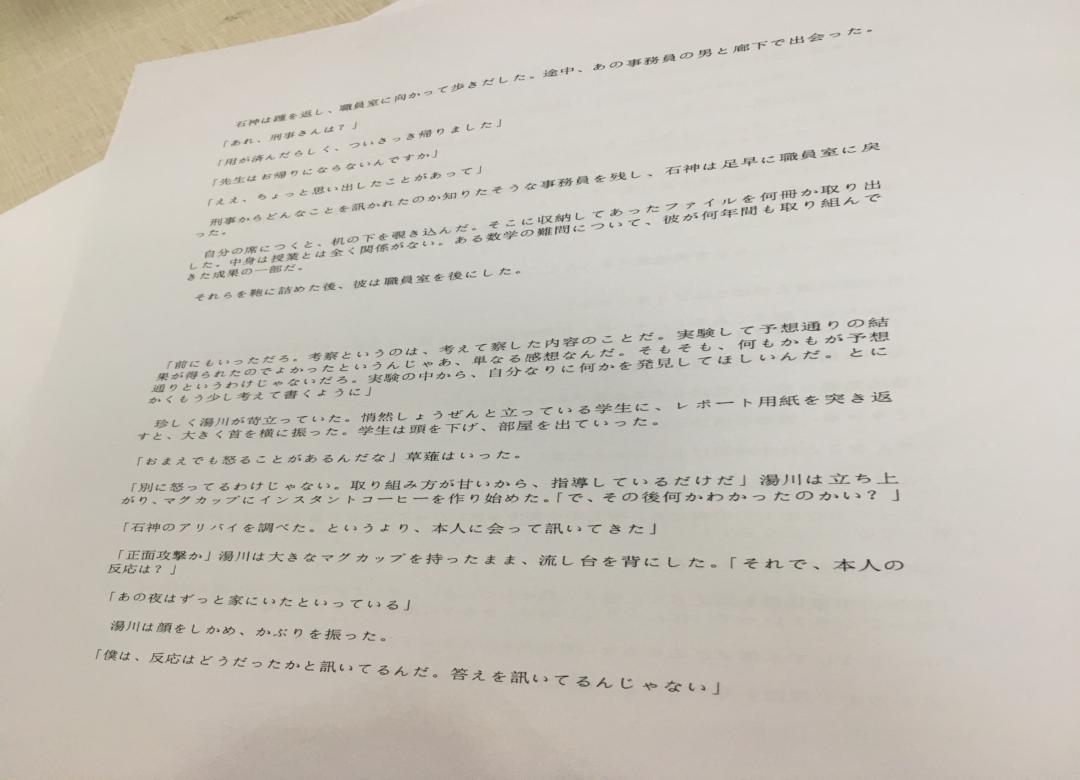 石神は踵を返し、職員室に向かって歩きだした。途中、あの事務員の男と廊下で出会った。
「あれ、刑事さんは？」
「用が済んだらしく、ついさっき帰りました」
「先生はお帰りにならないんですか」
「ええ、ちょっと思い出したことがあって」
刑事からどんなことを訊かれたのか知りたそうな事務員を残し、石神は足早に職員室に戻
った。
自分の席につくと、机の下を覗き込んだ。そこに収納してあったファイルを何冊か取り出
した。中身は授業とは全く関係がない。ある数学の難問について、彼が何年間も取り組んで
きた成果の一部だ。
それらを鞄に詰めた後、彼は職員室を後にした。
「前にもいっただろ。考察というのは、考えて察した内容のことだ。実験して予想通りの結
果が得られたのでよかったというんじゃあ、単なる感想なんだ。そもそも、何もかもが予想
通りというわけじゃないだろ。実験の中から、自分なりに何かを発見してほしいんだ。とに
かくもう少し考えて書くように」
珍しく湯川が苛立っていた。悄然しょうぜんと立っている学生に、レポート用紙を突き返
すと、大きく首を横に振った。学生は頭を下げ、部屋を出ていった。
「おまえでも怒ることがあるんだな」草薙はいった。
「別に怒ってるわけじゃない。取り組み方が甘いから、指導しているだけだ」湯川は立ち上
がり、マグカップにインスタントコーヒーを作り始めた。「で、その後何かわかったのかい？」
「石神のアリバイを調べた。というより、本人に会って訊いてきた」
「正面攻撃か」湯川は大きなマグカップを持ったまま、流し台を背にした。「それで、本人の
反応は？」
「あの夜はずっと家にいたといっている」
湯川は顔をしかめ、かぶりを振った。
「僕は、反応はどうだったかと訊いてるんだ。答えを訊いてるんじゃない」